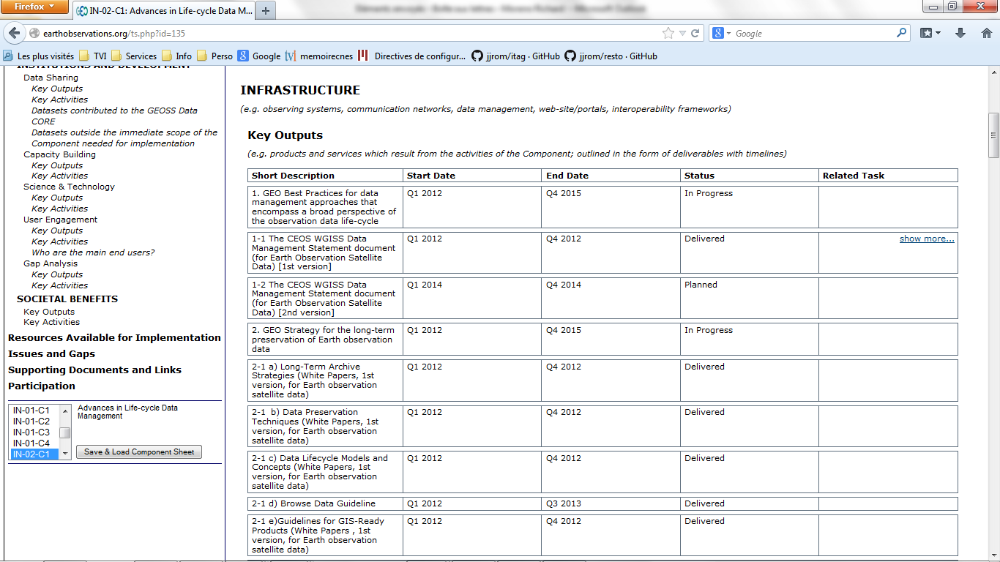 Firefox
IN-02-C1: Advances in Life-cycle Data M...
earthobservations.org/ts.php?id=135
Google
Les plus visités
TVI
Services
Info
Perso
Google
memoirecnes
Directives de configur...
jjrom/itag · GitHub
jjrom/resto · GitHub
INSTITUTIONS AND DEVELOPMENT
Data Sharing
Key Outputs
Key Activities
Datasets contributed to the GEOSS Data
CORE
Datasets outside the immediate scope of the
Component needed for implementation
Capacity Building
Key Outputs
Key Activities
Science & Technology
Key Outputs
Key Activities
User Engagement
Key Outputs
Key Activities
Who are the main end users?
Gap Analysis
Key Outputs
Key Activities
SOCIETAL BENEFITS
Key Outputs
Key Activities
Resources Available for Implementation
Issues and Gaps
Supporting Documents and Links
Participation
IN-01-C1
IN-01-C2
IN-01-C3
IN-01-C4
IN-02-C1
Advances in Life-cycle Data
Management
Save & Load Component Sheet
INFRASTRUCTURE
(e.g. observing systems, communication networks, data management, web-site/portals, interoperability frameworks)
Key Outputs
(e.g. products and services which result from the activities of the Component; outlined in the form of deliverables with timelines)
Short Description Start Date End Date Status Related Task
1. GEO Best Practices for data Q1 2012 Q4 2015 In Progress
management approaches that
encompass a broad perspective of
the observation data life-cycle
1-1 The CEOS WGISS Data Q1 2012 Q4 2012 Delivered show more...
Management Statement document
(for Earth Observation Satellite
Data) [1st version]
1-2 The CEOS WGISS Data Q1 2014 Q4 2014 Planned
Management Statement document
(for Earth Observation Satellite
Data) [2nd version]
2. GEO Strategy for the long-term Q1 2012 Q4 2015 In Progress
preservation of Earth observation
data
2-1 a) Long-Term Archive Q1 2012 Q4 2012 Delivered
Strategies (White Papers, 1st
version, for Earth observation
satellite data)
2-1 b) Data Preservation Q1 2012 Q4 2012 Delivered
Techniques (White Papers, 1st
version, for Earth observation
satellite data)
2-1 c) Data Lifecycle Models and Q1 2012 Q4 2012 Delivered
Concepts (White Papers, 1st
version, for Earth observation
satellite data)
2-1 d) Browse Data Guideline Q1 2012 Q3 2013 Delivered
2-1 e)Guidelines for GIS-Ready Q1 2012 Q4 2012 Delivered
Products (White Papers , 1st
version, for Earth observation
satellite data)